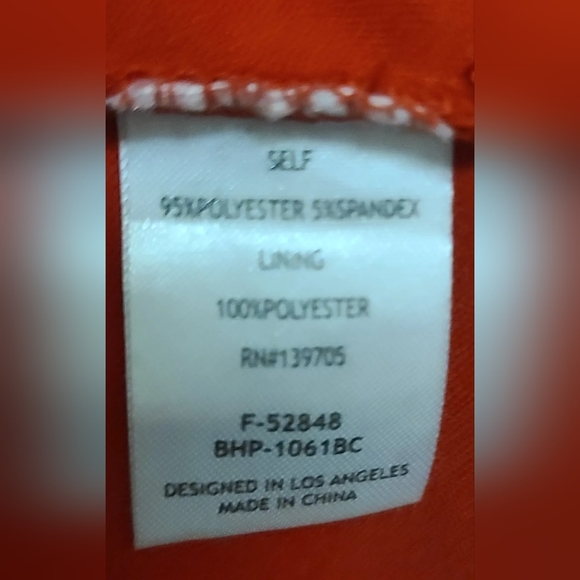 SELF
95%POLYESTER 5%SPANDEX
LINING
100%POLYESTER
RN#139705
F-52848
BHP-1061BC
DESIGNED IN LOS ANGELES
MADE IN CHINA